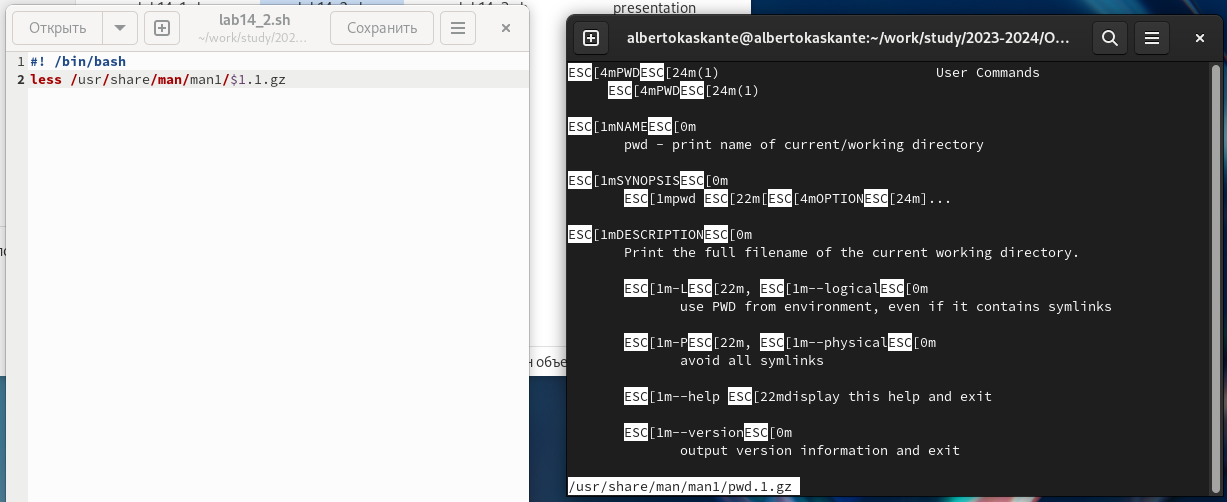 presentation
Открыть
lab14_2.sh
~/work/study/202...
Сохранить
1 #! /bin/bash
2 less /usr/share/man/man1/$1.1.gz
н объе
albertokaskante@albertokaskante:~/work/study/2023-2024/O...
ESC[4mPWDESC[24m(1) User Commands
ESC[4mPWDESC[24m(1)
ESC[1mNAMEESC[0m
pwd - print name of current/working directory
ESC[1mSYNOPSISESC[0m
ESC[1mpwd ESC[22m[ESC[4mOPTIONESC[24m]...
ESC[1mDESCRIPTIONESC[0m
Print the full filename of the current working directory.
ESC[1m-LESC[22m, ESC[1m--logicalESC[0m
use PWD from environment, even if it contains symlinks
ESC[1m-PESC[22m, ESC[1m--physicalESC[0m
avoid all symlinks
ESC[1m--help ESC[22mdisplay this help and exit
ESC[1m--versionESC[0m
output version information and exit
/usr/share/man/man1/pwd.1.gz